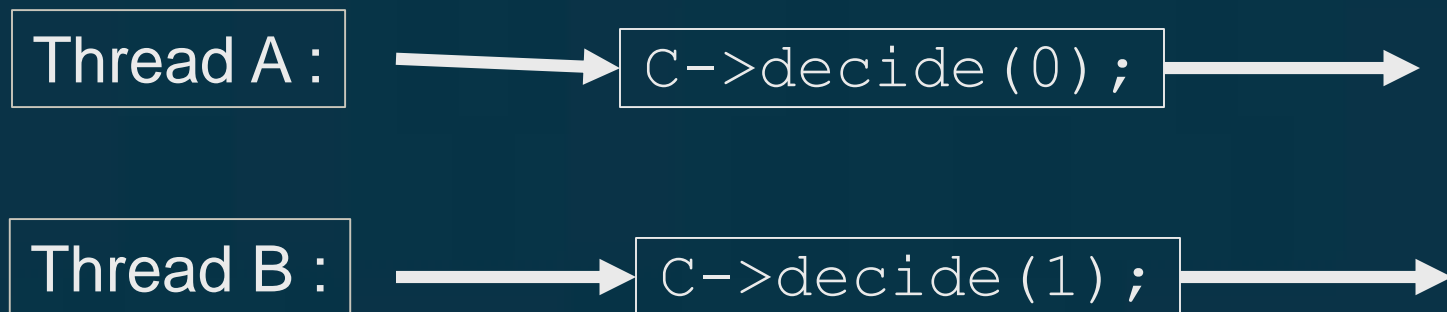 Thread A :
C->decide(0);
Thread B :
C->decide(1);